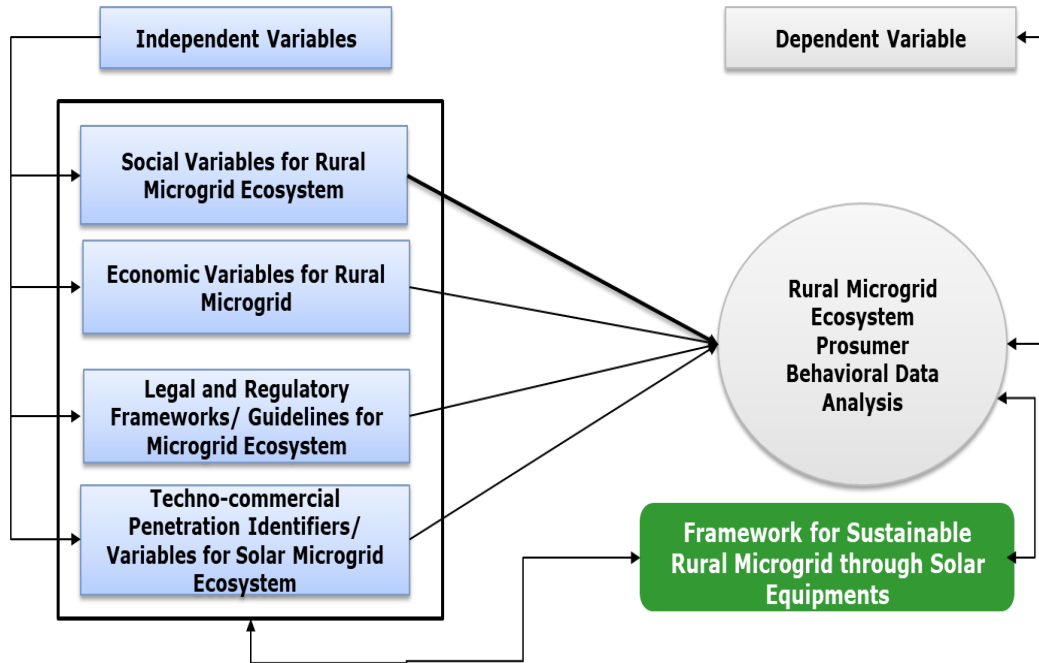 Independent Variables
Dependent Variable
Social Variables for Rural
Microgrid Ecosystem
Economic Variables for Rural
Microgrid
Legal and Regulatory
Frameworks/ Guidelines for
Microgrid Ecosystem
Techno-commercial
Penetration Identifiers/
Variables for Solar Microgrid
Ecosystem
Rural Microgrid
Ecosystem
Prosumer
Behavioral Data
Analysis
Framework for Sustainable
Rural Microgrid through Solar
Equipments